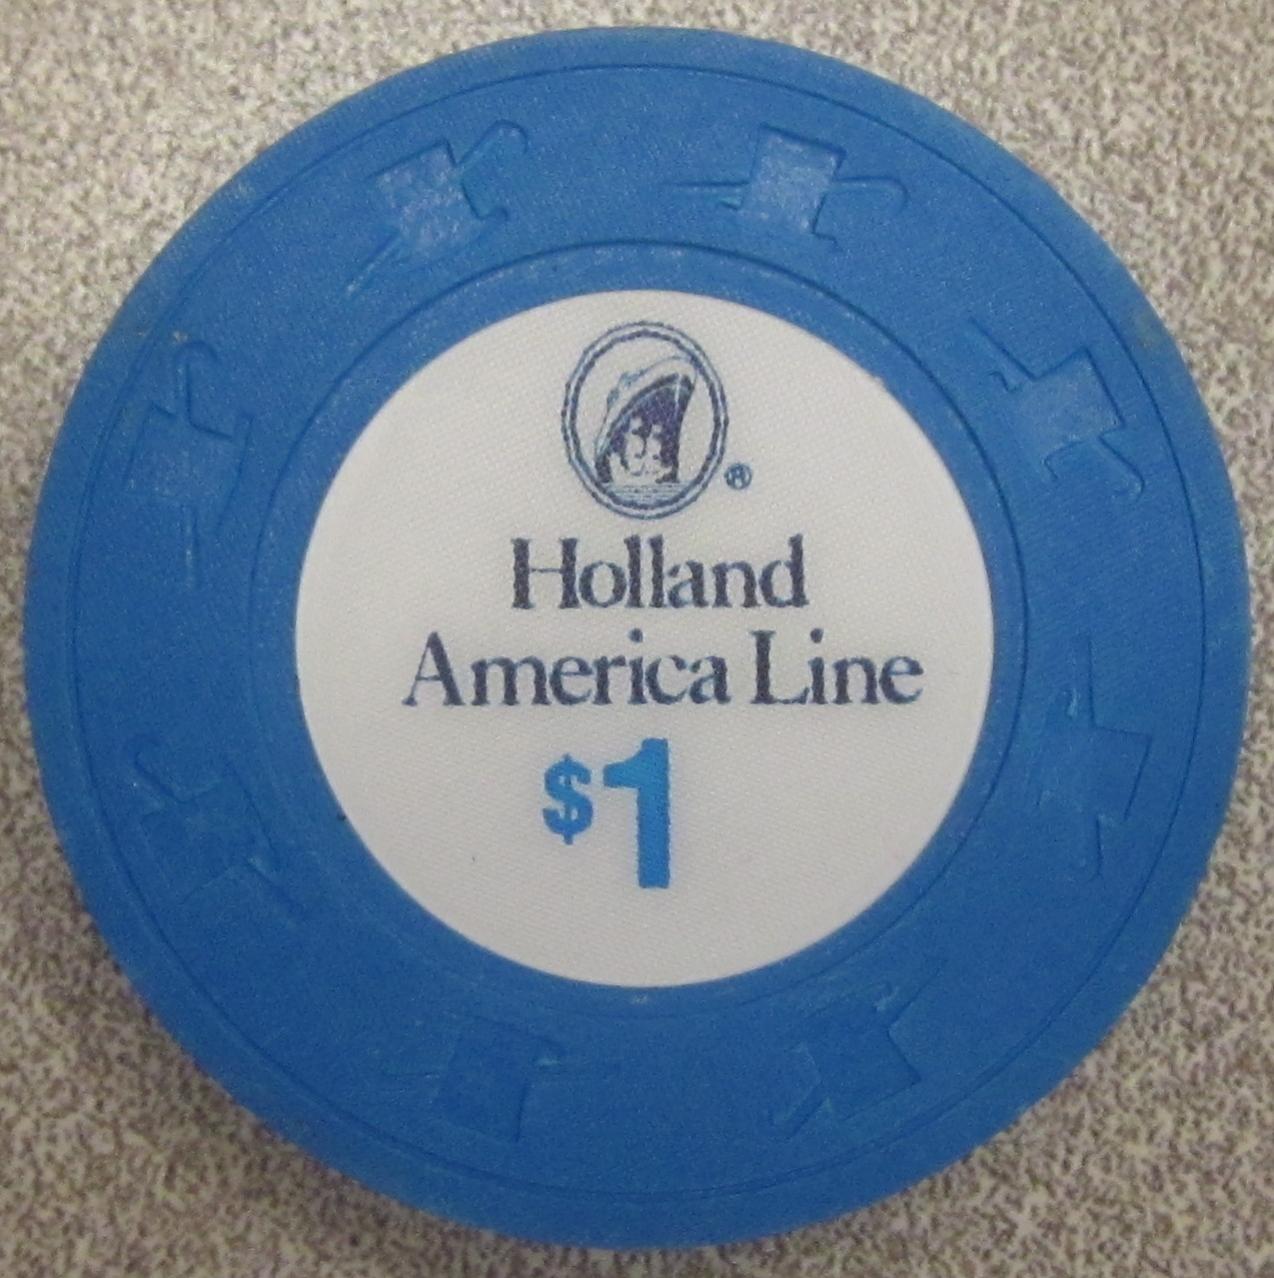 ®
Holland
America Line
$1